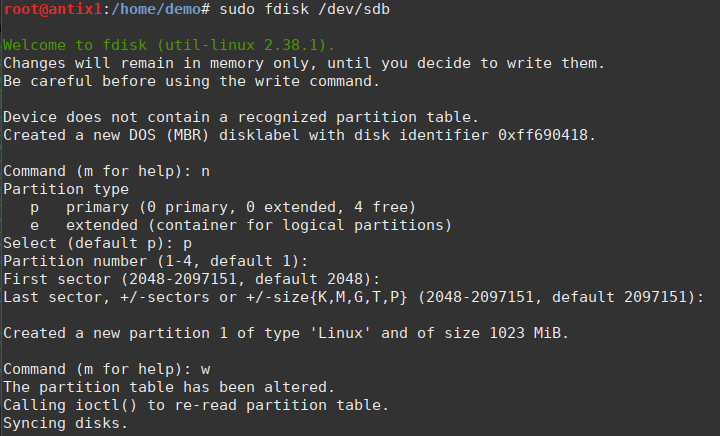 root@antix1:/home/demo# sudo fdisk /dev/sdb
Welcome to fdisk (util-linux 2.38.1).
Changes will remain in memory only, until you decide to write them.
Be careful before using the write command.
Device does not contain a recognized partition table.
Created a new DOS (MBR) disklabel with disk identifier 0xff690418.
Command (m for help): n
Partition type
   p   primary (0 primary, 0 extended, 4 free)
   e   extended (container for logical partitions)
Select (default p): p
Partition number (1-4, default 1):
First sector (2048-2097151, default 2048):
Last sector, +/-sectors or +/-size{K,M,G,T,P} (2048-2097151, default 2097151):
Created a new partition 1 of type 'Linux' and of size 1023 MiB.
Command (m for help): w
The partition table has been altered.
Calling ioctl() to re-read partition table.
Syncing disks.